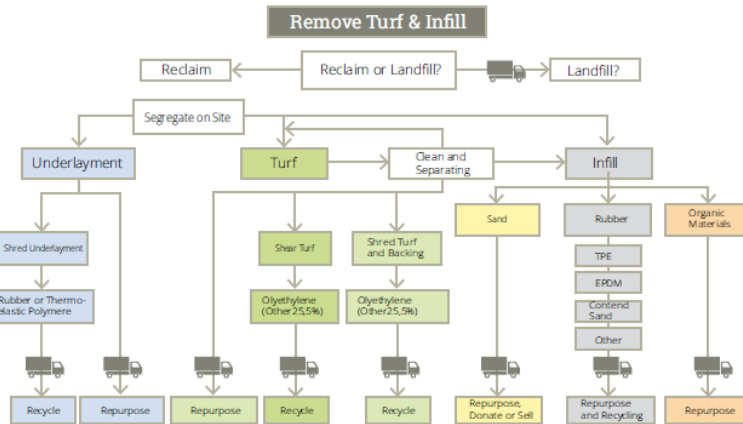 Remove Turf & Infill
Reclaim
Reclaim or Landfill?
Landfill?
Segregate on Site
Underlayment
Turf
Clean and
Separating
Infill
Sand
Rubber
Organic
Materials
Shred Underlayment
Shear Turf
Shred Turf
and Backing
TPE
EPDM
Contend
Sand
Other
Rubber or Thermo-
elastic Polymere
Olyethylene
(Other25,5%)
Olyethylene
(Other25,5%)
Recycle
Repurpose
Repurpose
Recycle
Recycle
Repurpose,
Donate or Sell
Repurpose
and Recycling
Repurpose